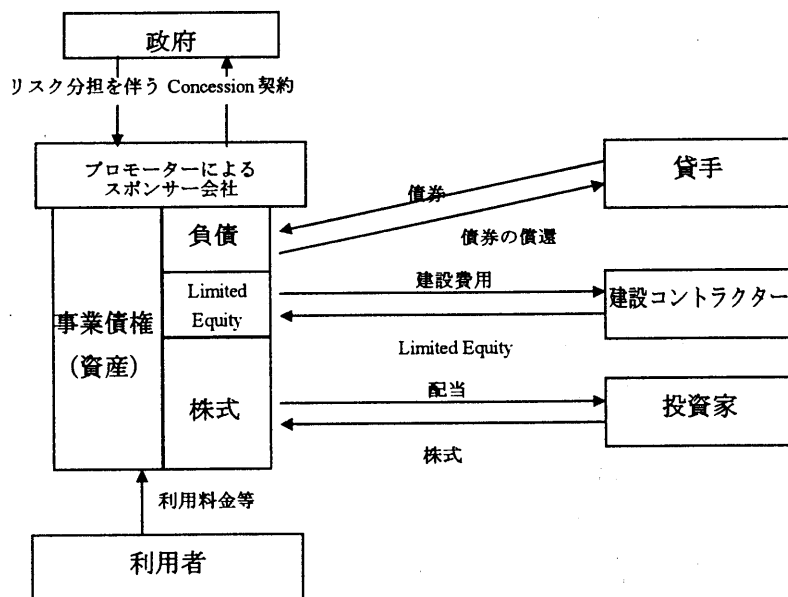 政府
リスク分担を伴う Concession 契約
プロモーターによる
スポンサー会社
貸手
債券
負債
債券の償還
Limited
Equity
建設費用
建設コントラクター
事業債権
（資産）
Limited Equity
配当
株式
投資家
株式
利用料金等
利用者